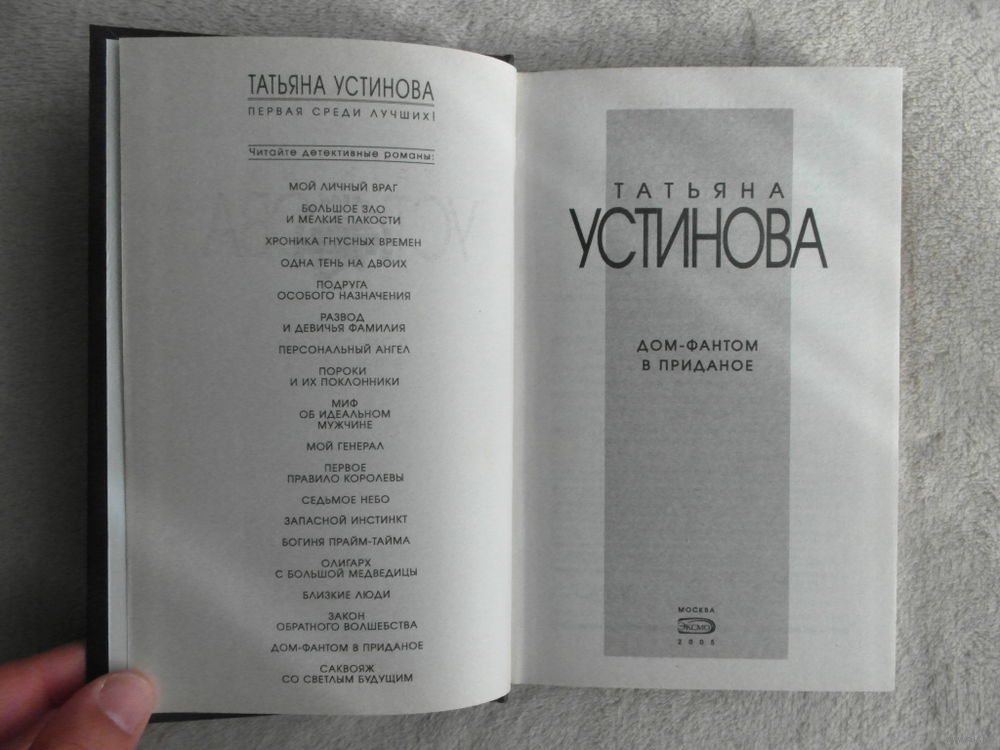 ТАТЬЯНА УСТИНОВА
ПЕРВАЯ СРЕДИ ЛУЧШИХ!
Читайте детективные романы:
МОЙ ЛИЧНЫЙ ВРАГ
БОЛЬШОЕ ЗЛО
И МЕЛКИЕ ПАКОСТИ
ХРОНИКА ГНУСНЫХ ВРЕМЕН
ОДНА ТЕНЬ НА ДВОИХ
ПОДРУГА
ОСОБОГО НАЗНАЧЕНИЯ
РАЗВОД
И ДЕВИЧЬЯ ФАМИЛИЯ
ПЕРСОНАЛЬНЫЙ АНГЕЛ
ПОРОКИ
И ИХ ПОКЛОННИКИ
МИФ
ОБ ИДЕАЛЬНОМ
МУЖЧИНЕ
МОЙ ГЕНЕРАЛ
ПЕРВОЕ
ПРАВИЛО КОРОЛЕВЫ
СЕДЬМОЕ НЕБО
ЗАПАСНОЙ ИНСТИНКТ
БОГИНЯ ПРАЙМ-ТАЙМА
ОЛИГАРХ
С БОЛЬШОЙ МЕДВЕДИЦЫ
БЛИЗКИЕ ЛЮДИ
ЗАКОН
ОБРАТНОГО ВОЛШЕБСТВА
ДОМ-ФАНТОМ В ПРИДАНОЕ
САКВОЯЖ
СО СВЕТЛЫМ БУДУЩИМ
ТАТЬЯНА
УСТИНОВА
ДОМ-ФАНТОМ
В ПРИДАНОЕ
МОСКВА
ЭКСМО
2005